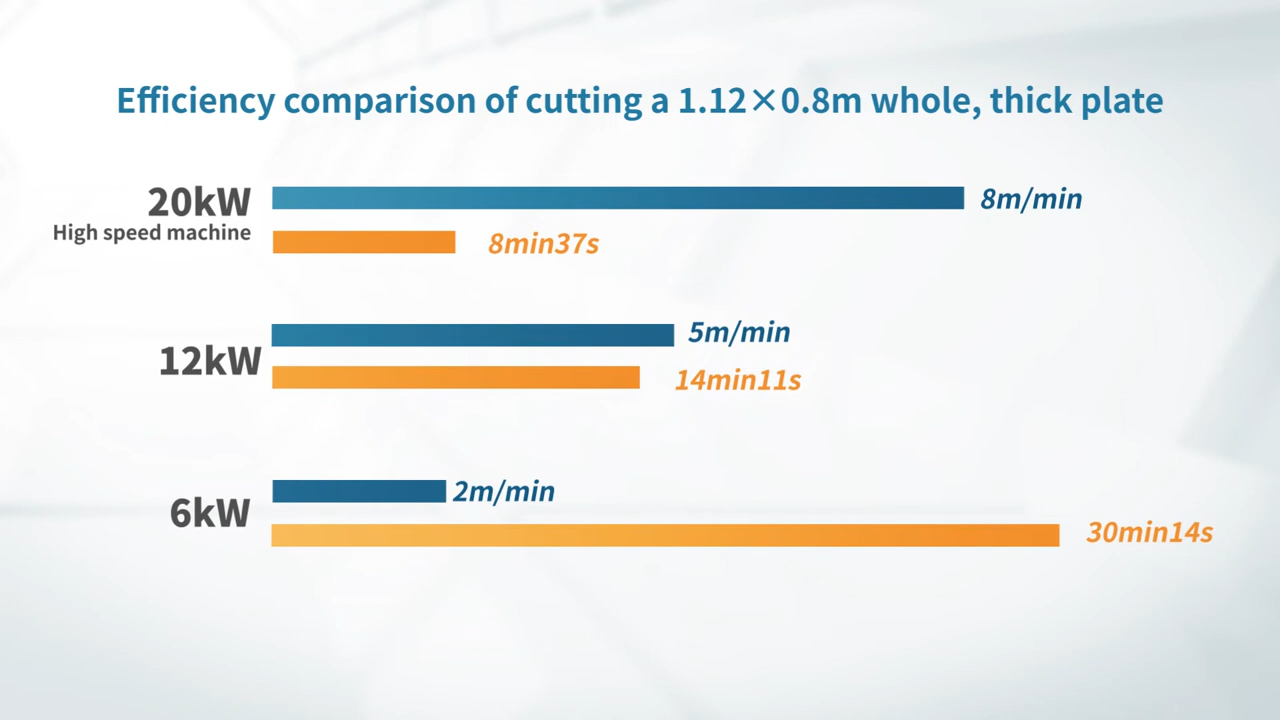 Efficiency comparison of cutting a 1.12×0.8m whole, thick plate
20kW
High speed machine
8m/min
8min37s
12kW
5m/min
14min11s
6kW
2m/min
30min14s